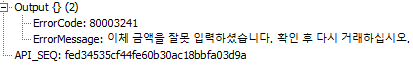 Output {} (2)
ErrorCode: 80003241
ErrorMessage: 이체 금액을 잘못 입력하셨습니다. 확인 후 다시 거래하십시오.
API_SEQ: fed34535cf44fe60b30ac18bbfa03d9a